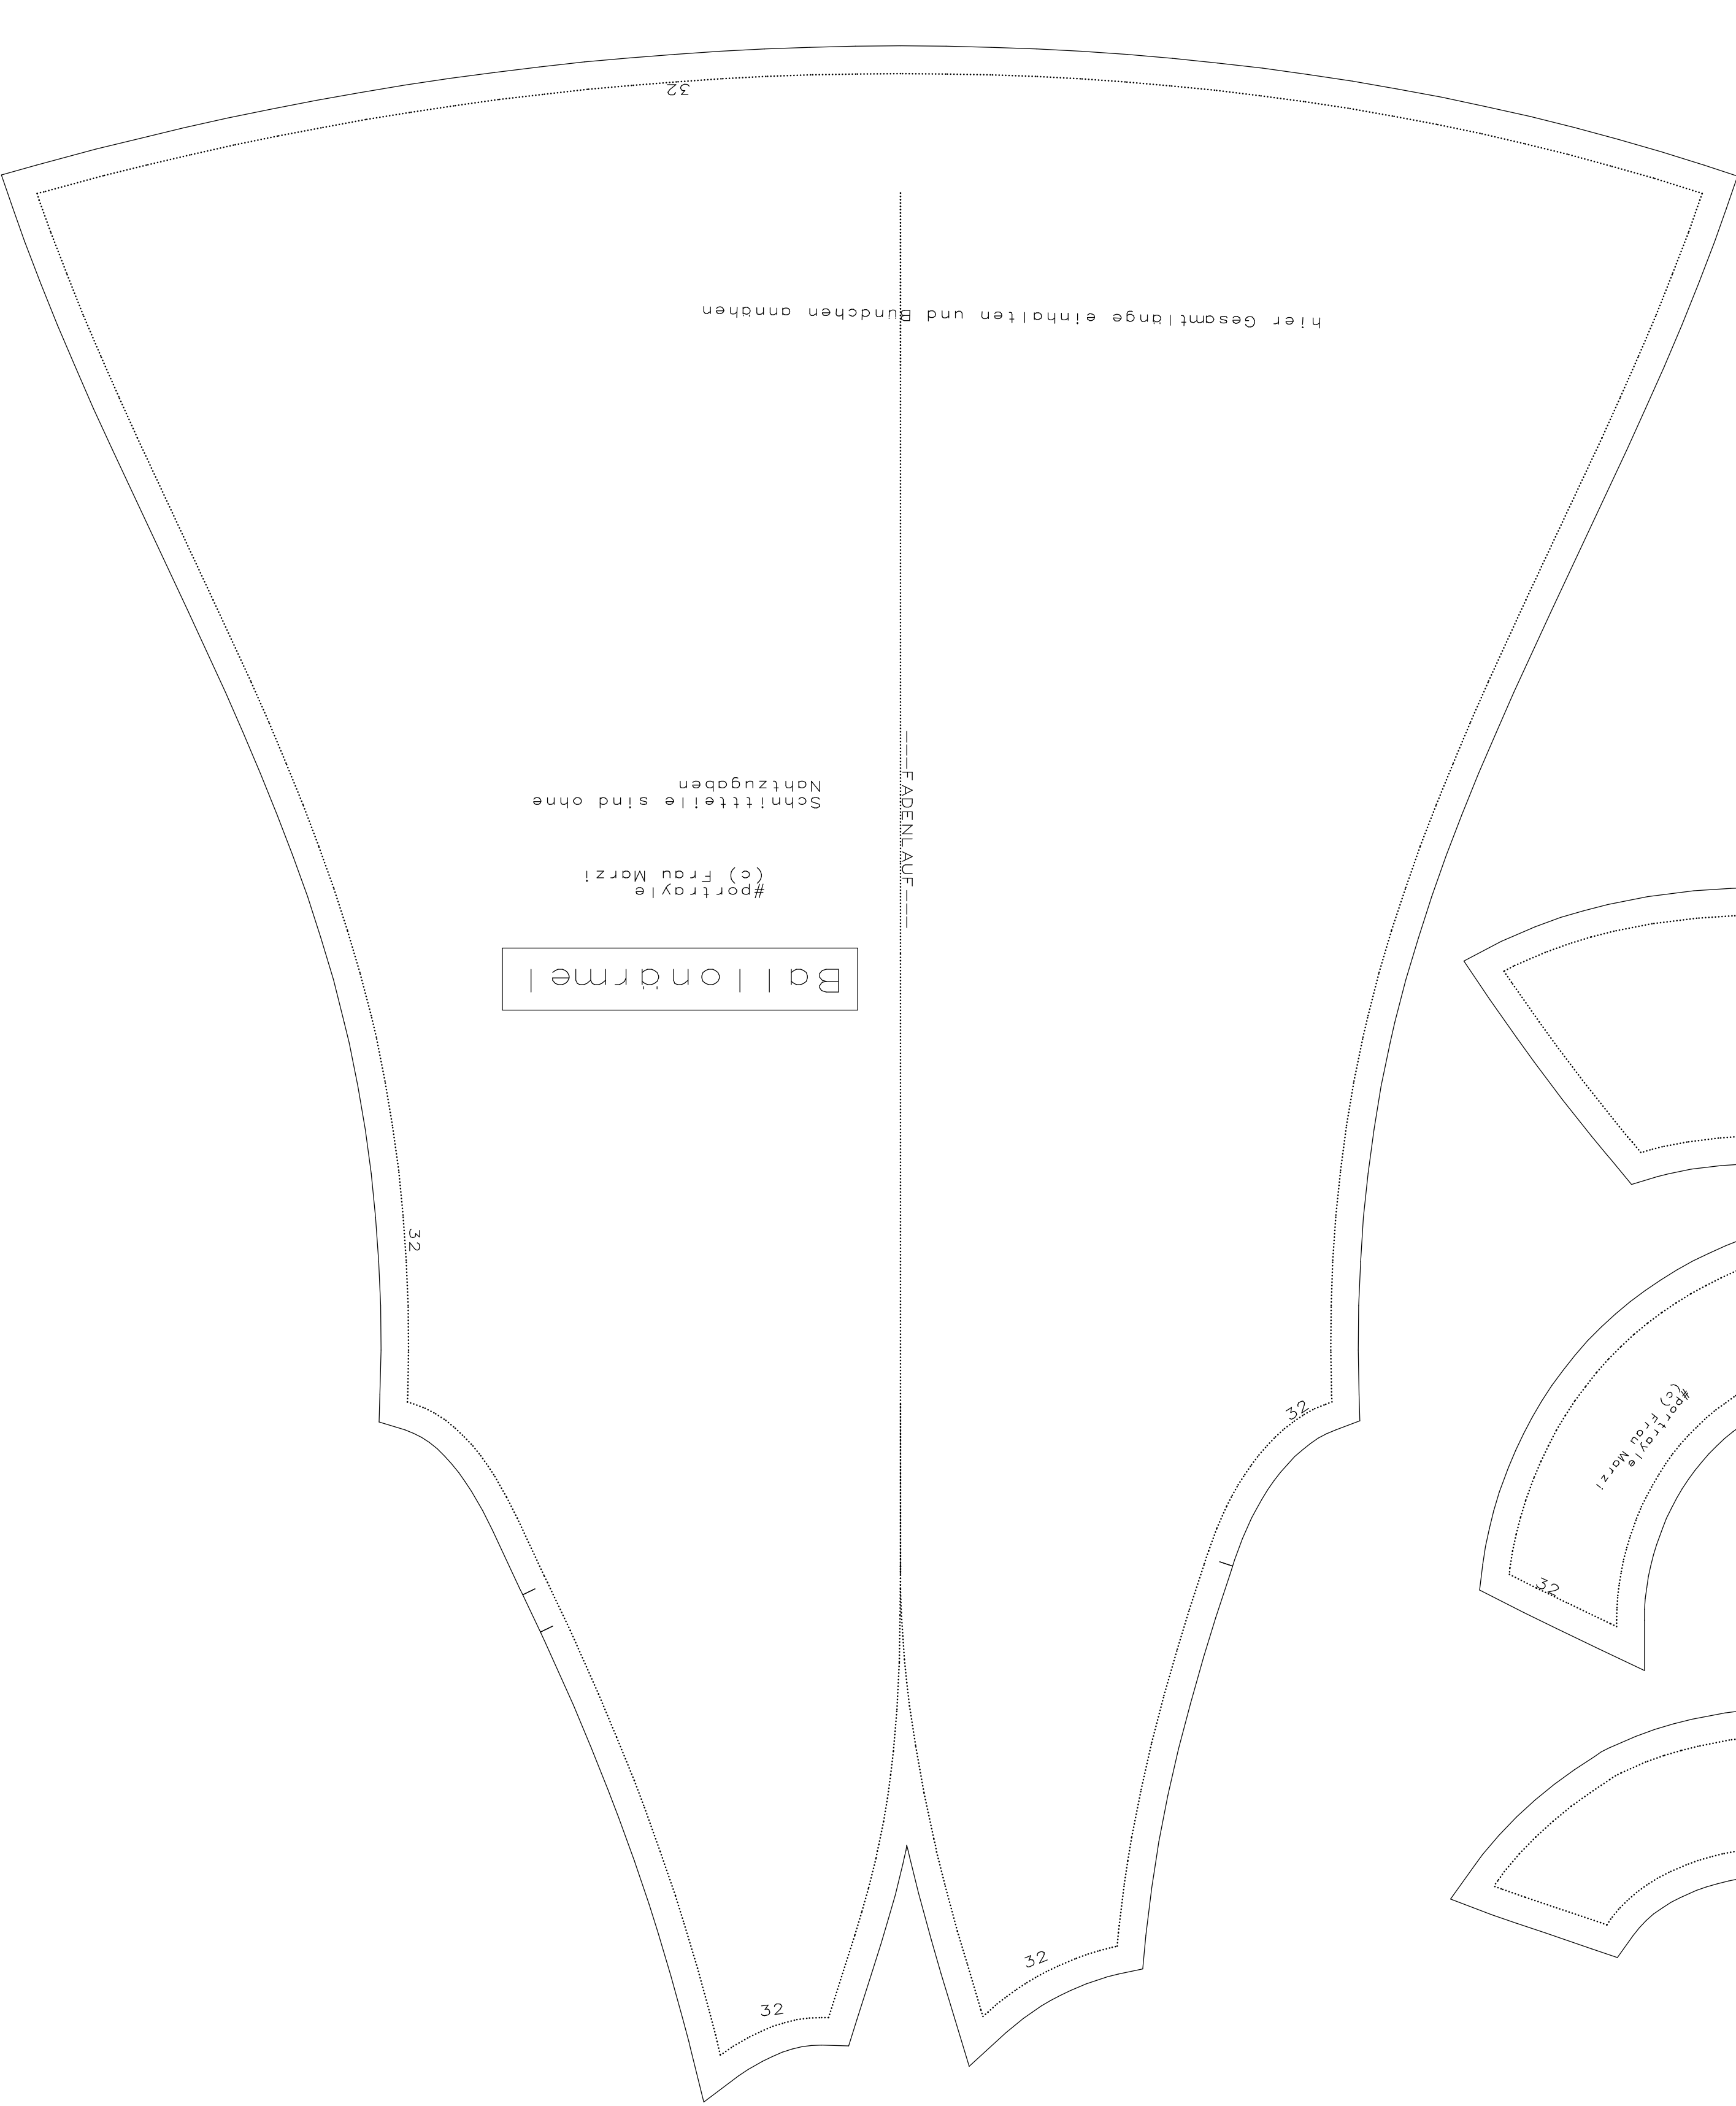 32
hier Gesamtlänge einhalten und Bündchen annähen
Schnittteile sind ohne
Nahtzugaben
#portrayle
(c) Frau Marzi
Ballonärmel
———FADENLAUF———
32
32
32
32
#portrayle
(c) Frau Marzi
32